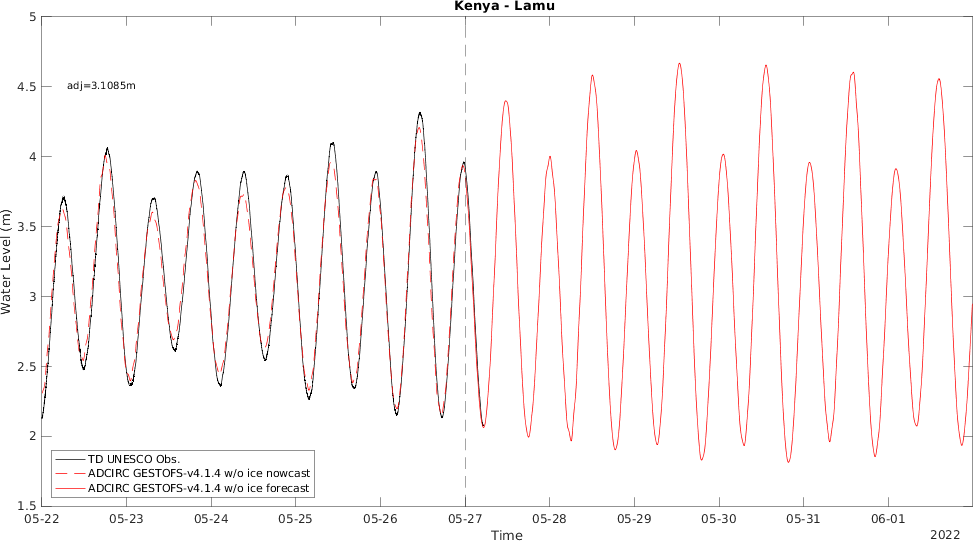 Kenya - Lamu
5
4.5
4
3.5
3
2.5
2
1.5
Water Level (m)
adj=3.1085m
TD UNESCO Obs.
ADCIRC GESTOFS-v4.1.4 w/o ice nowcast
ADCIRC GESTOFS-v4.1.4 w/o ice forecast
05-22 05-23 05-24 05-25 05-26 05-27 05-28 05-29 05-30 05-31 06-01
Time
2022